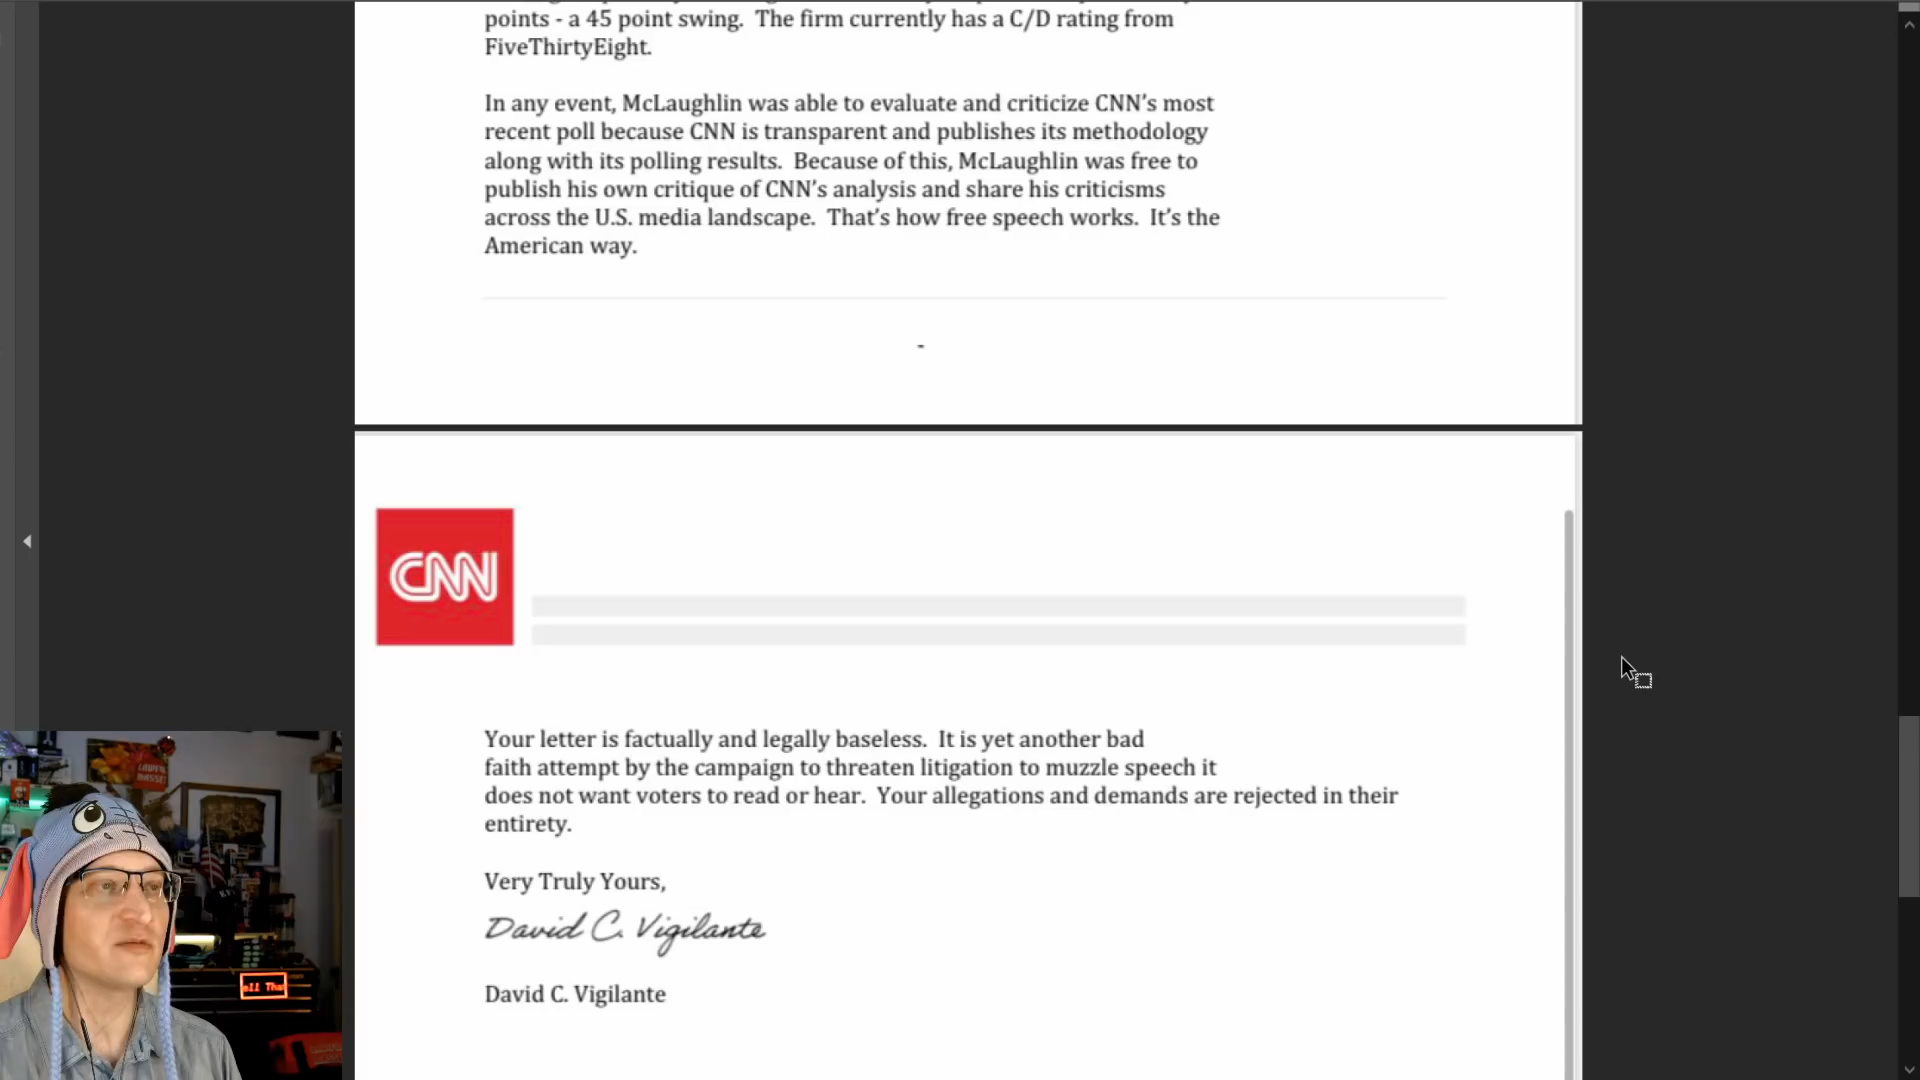 points - a 45 point swing.  The firm currently has a C/D rating from
FiveThirtyEight.
In any event, McLaughlin was able to evaluate and criticize CNN's most
recent poll because CNN is transparent and publishes its methodology
along with its polling results.  Because of this, McLaughlin was free to
publish his own critique of CNN's analysis and share his criticisms
across the U.S. media landscape.  That's how free speech works.  It's the
American way.
-
CNN
Your letter is factually and legally baseless.  It is yet another bad
faith attempt by the campaign to threaten litigation to muzzle speech it
does not want voters to read or hear.  Your allegations and demands are rejected in their
entirety.
Very Truly Yours,
David C. Vigilante
David C. Vigilante